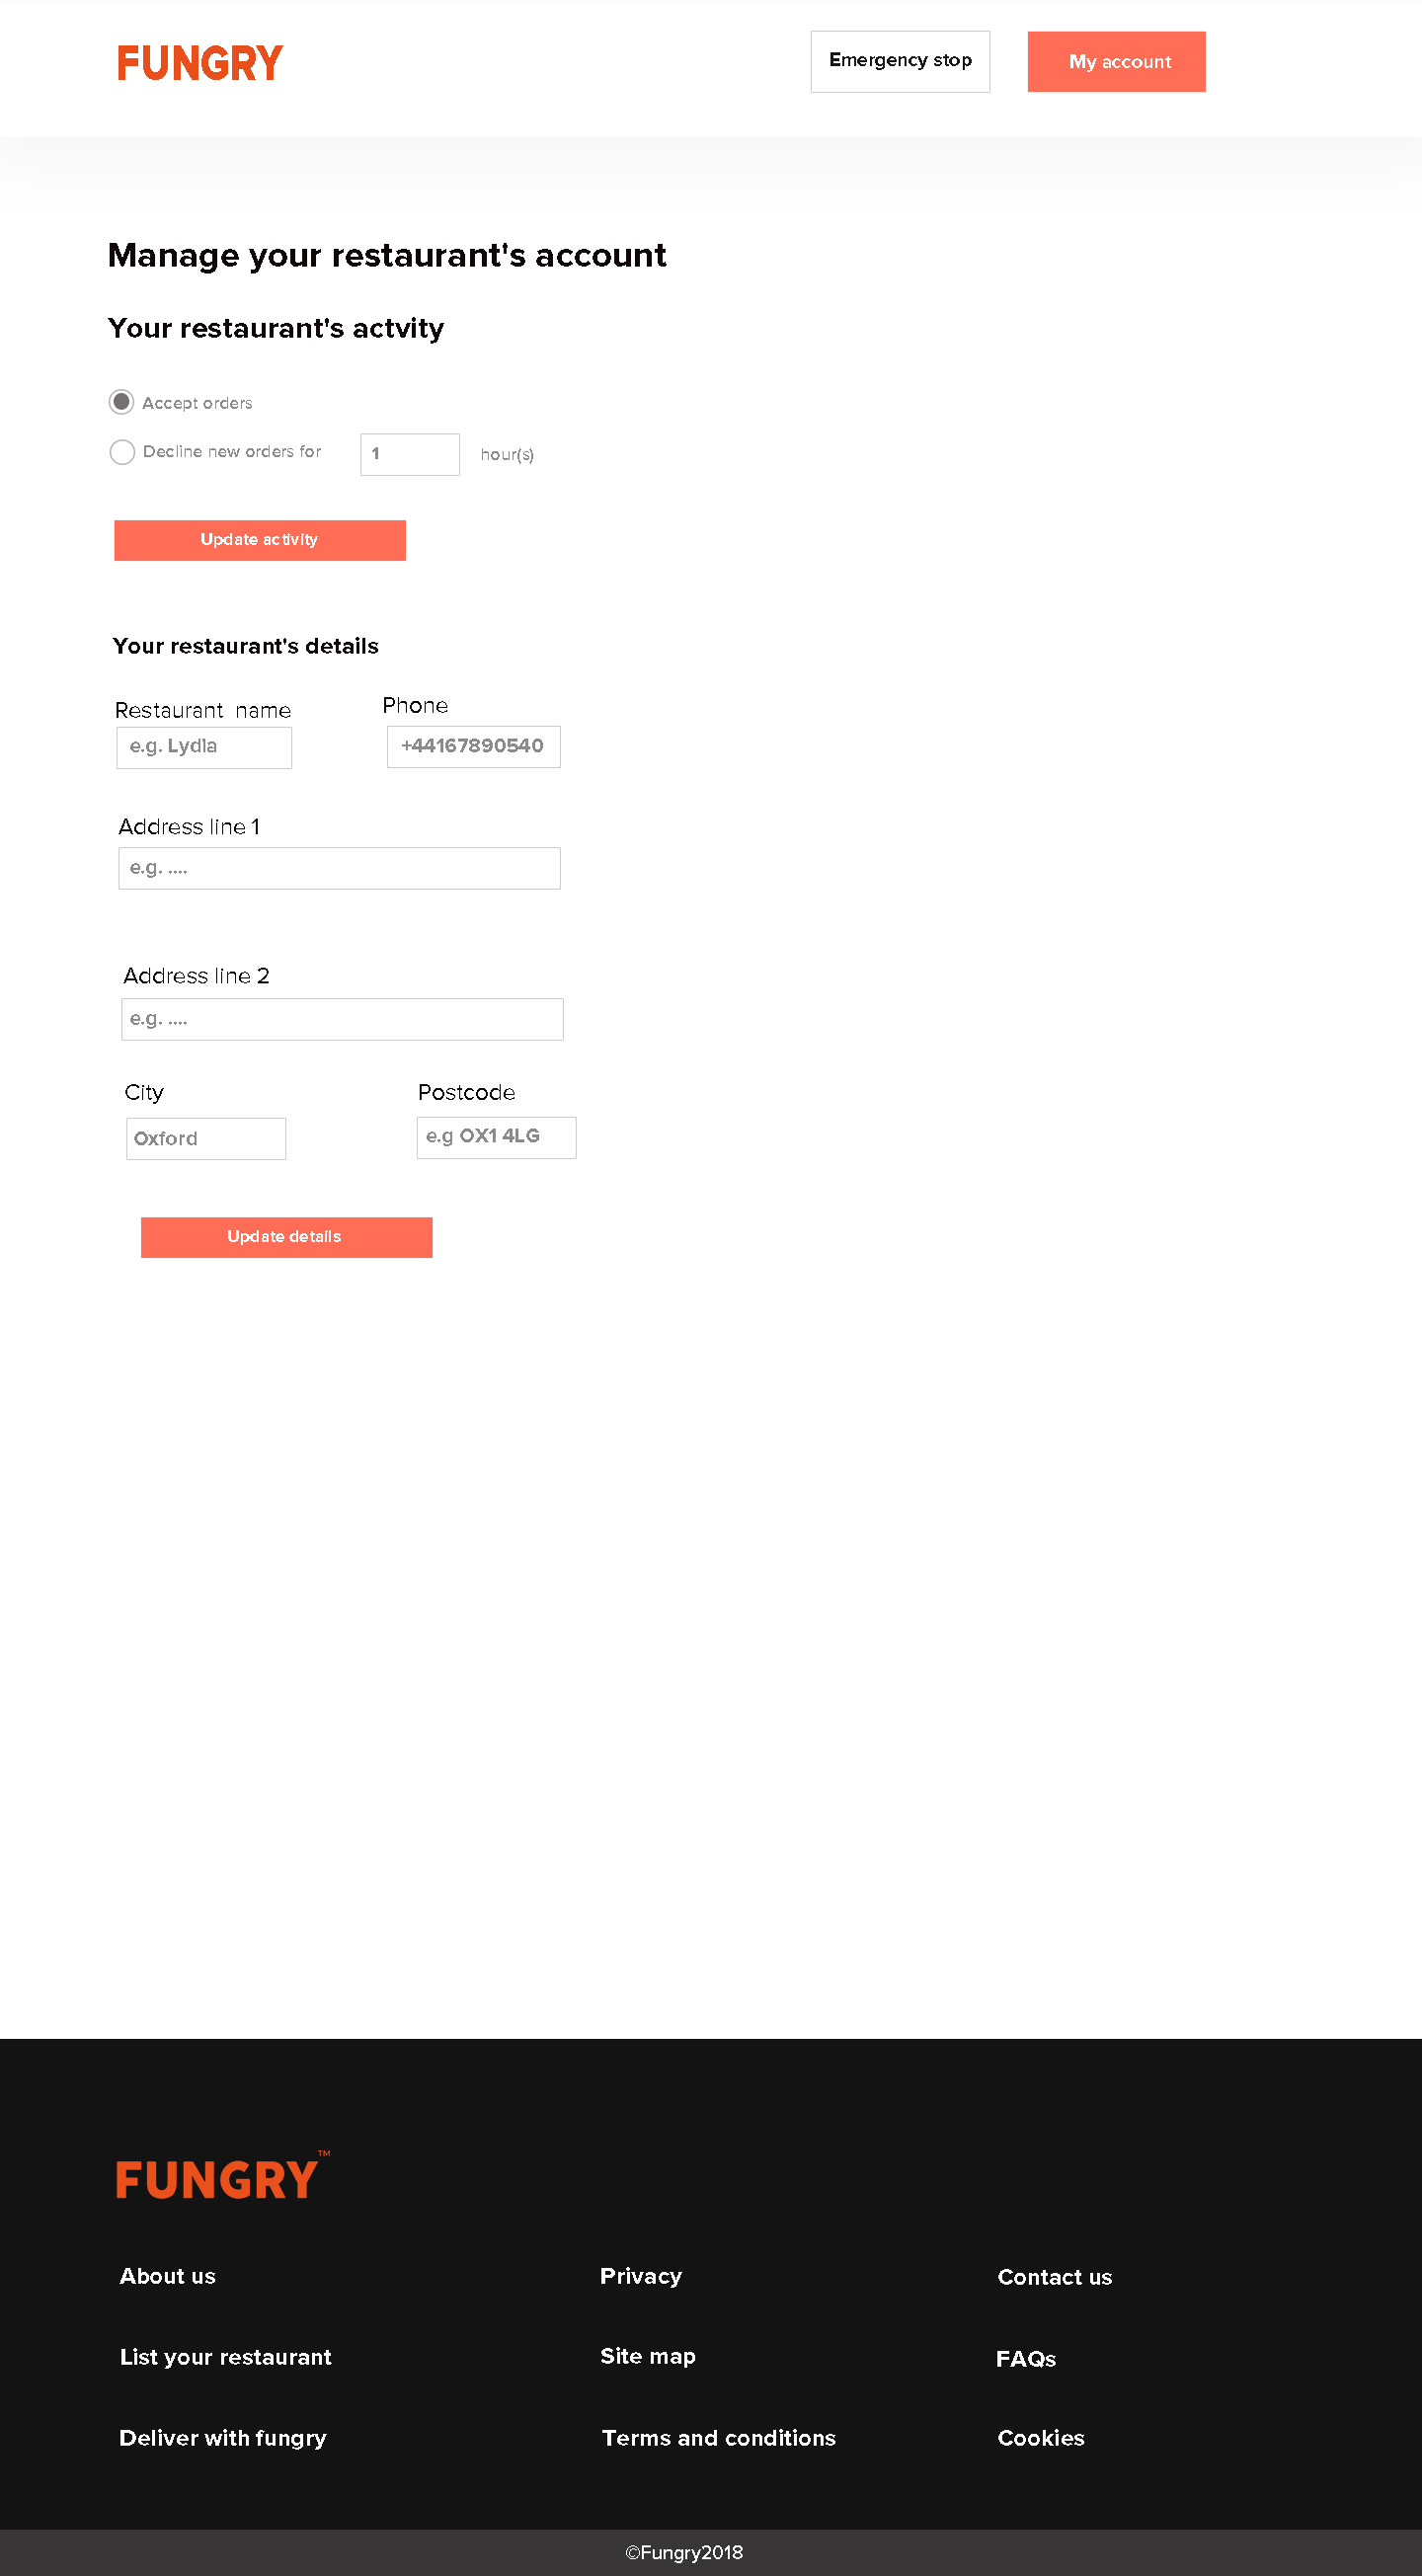 FUNGRY
Emergency stop
My account
Manage your restaurant's account
Your restaurant's actvity
Accept orders
Decline new orders for 1 hour(s)
Update activity
Your restaurant's details
Restaurant name
Phone
e.g. Lydia
+44167890540
Address line 1
e.g. ....
Address line 2
e.g. ....
City
Postcode
Oxford
e.g OX1 4LG
Update details
FUNGRY™
About us
Privacy
Contact us
List your restaurant
Site map
FAQs
Deliver with fungry
Terms and conditions
Cookies
©Fungry2018